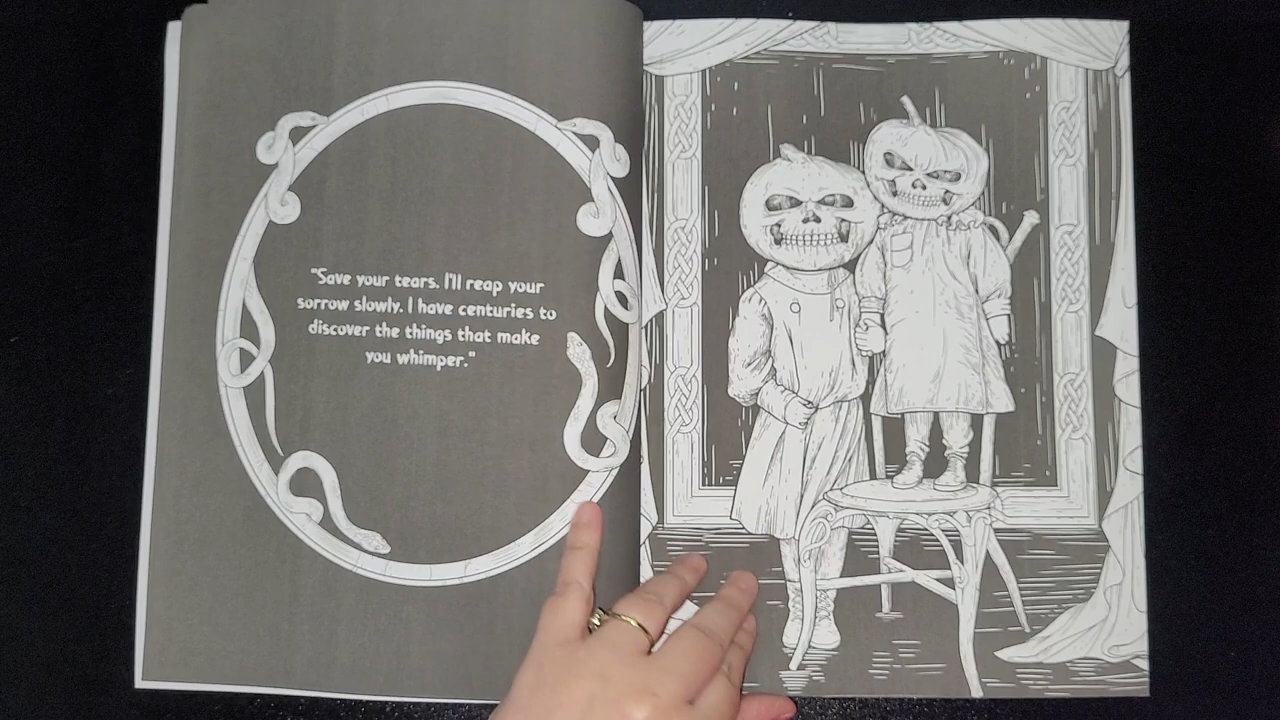 "Save your tears. I'll reap your
sorrow slowly. I have centuries to
discover the things that make
you whimper."